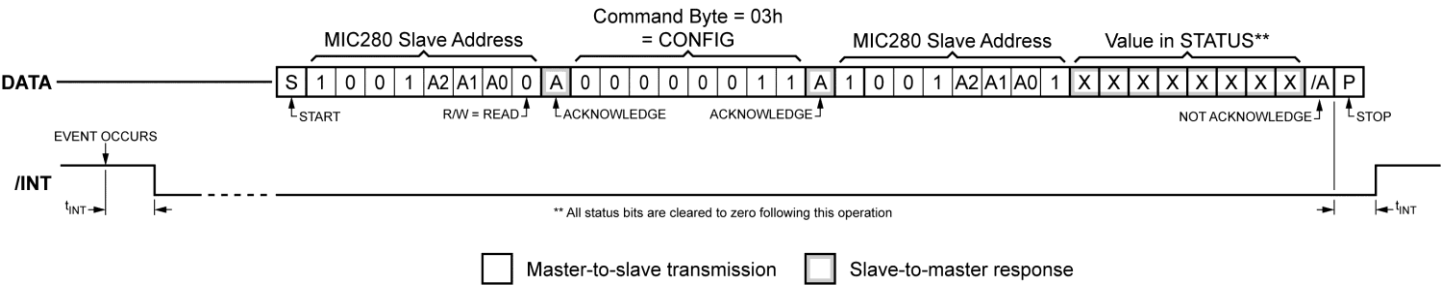 Command Byte = 03h
MIC280 Slave Address = CONFIG MIC280 Slave Address Value in STATUS**
DATA S 1 0 0 1 A2 A1 A0 0 A 0 0 0 0 0 0 1 1 A 1 0 0 1 A2 A1 A0 1 X X X X X X X X /A P
START R/W = READ ACKNOWLEDGE ACKNOWLEDGE NOT ACKNOWLEDGE STOP
EVENT OCCURS
/INT
tINT ** All status bits are cleared to zero following this operation tINT
Master-to-slave transmission Slave-to-master response